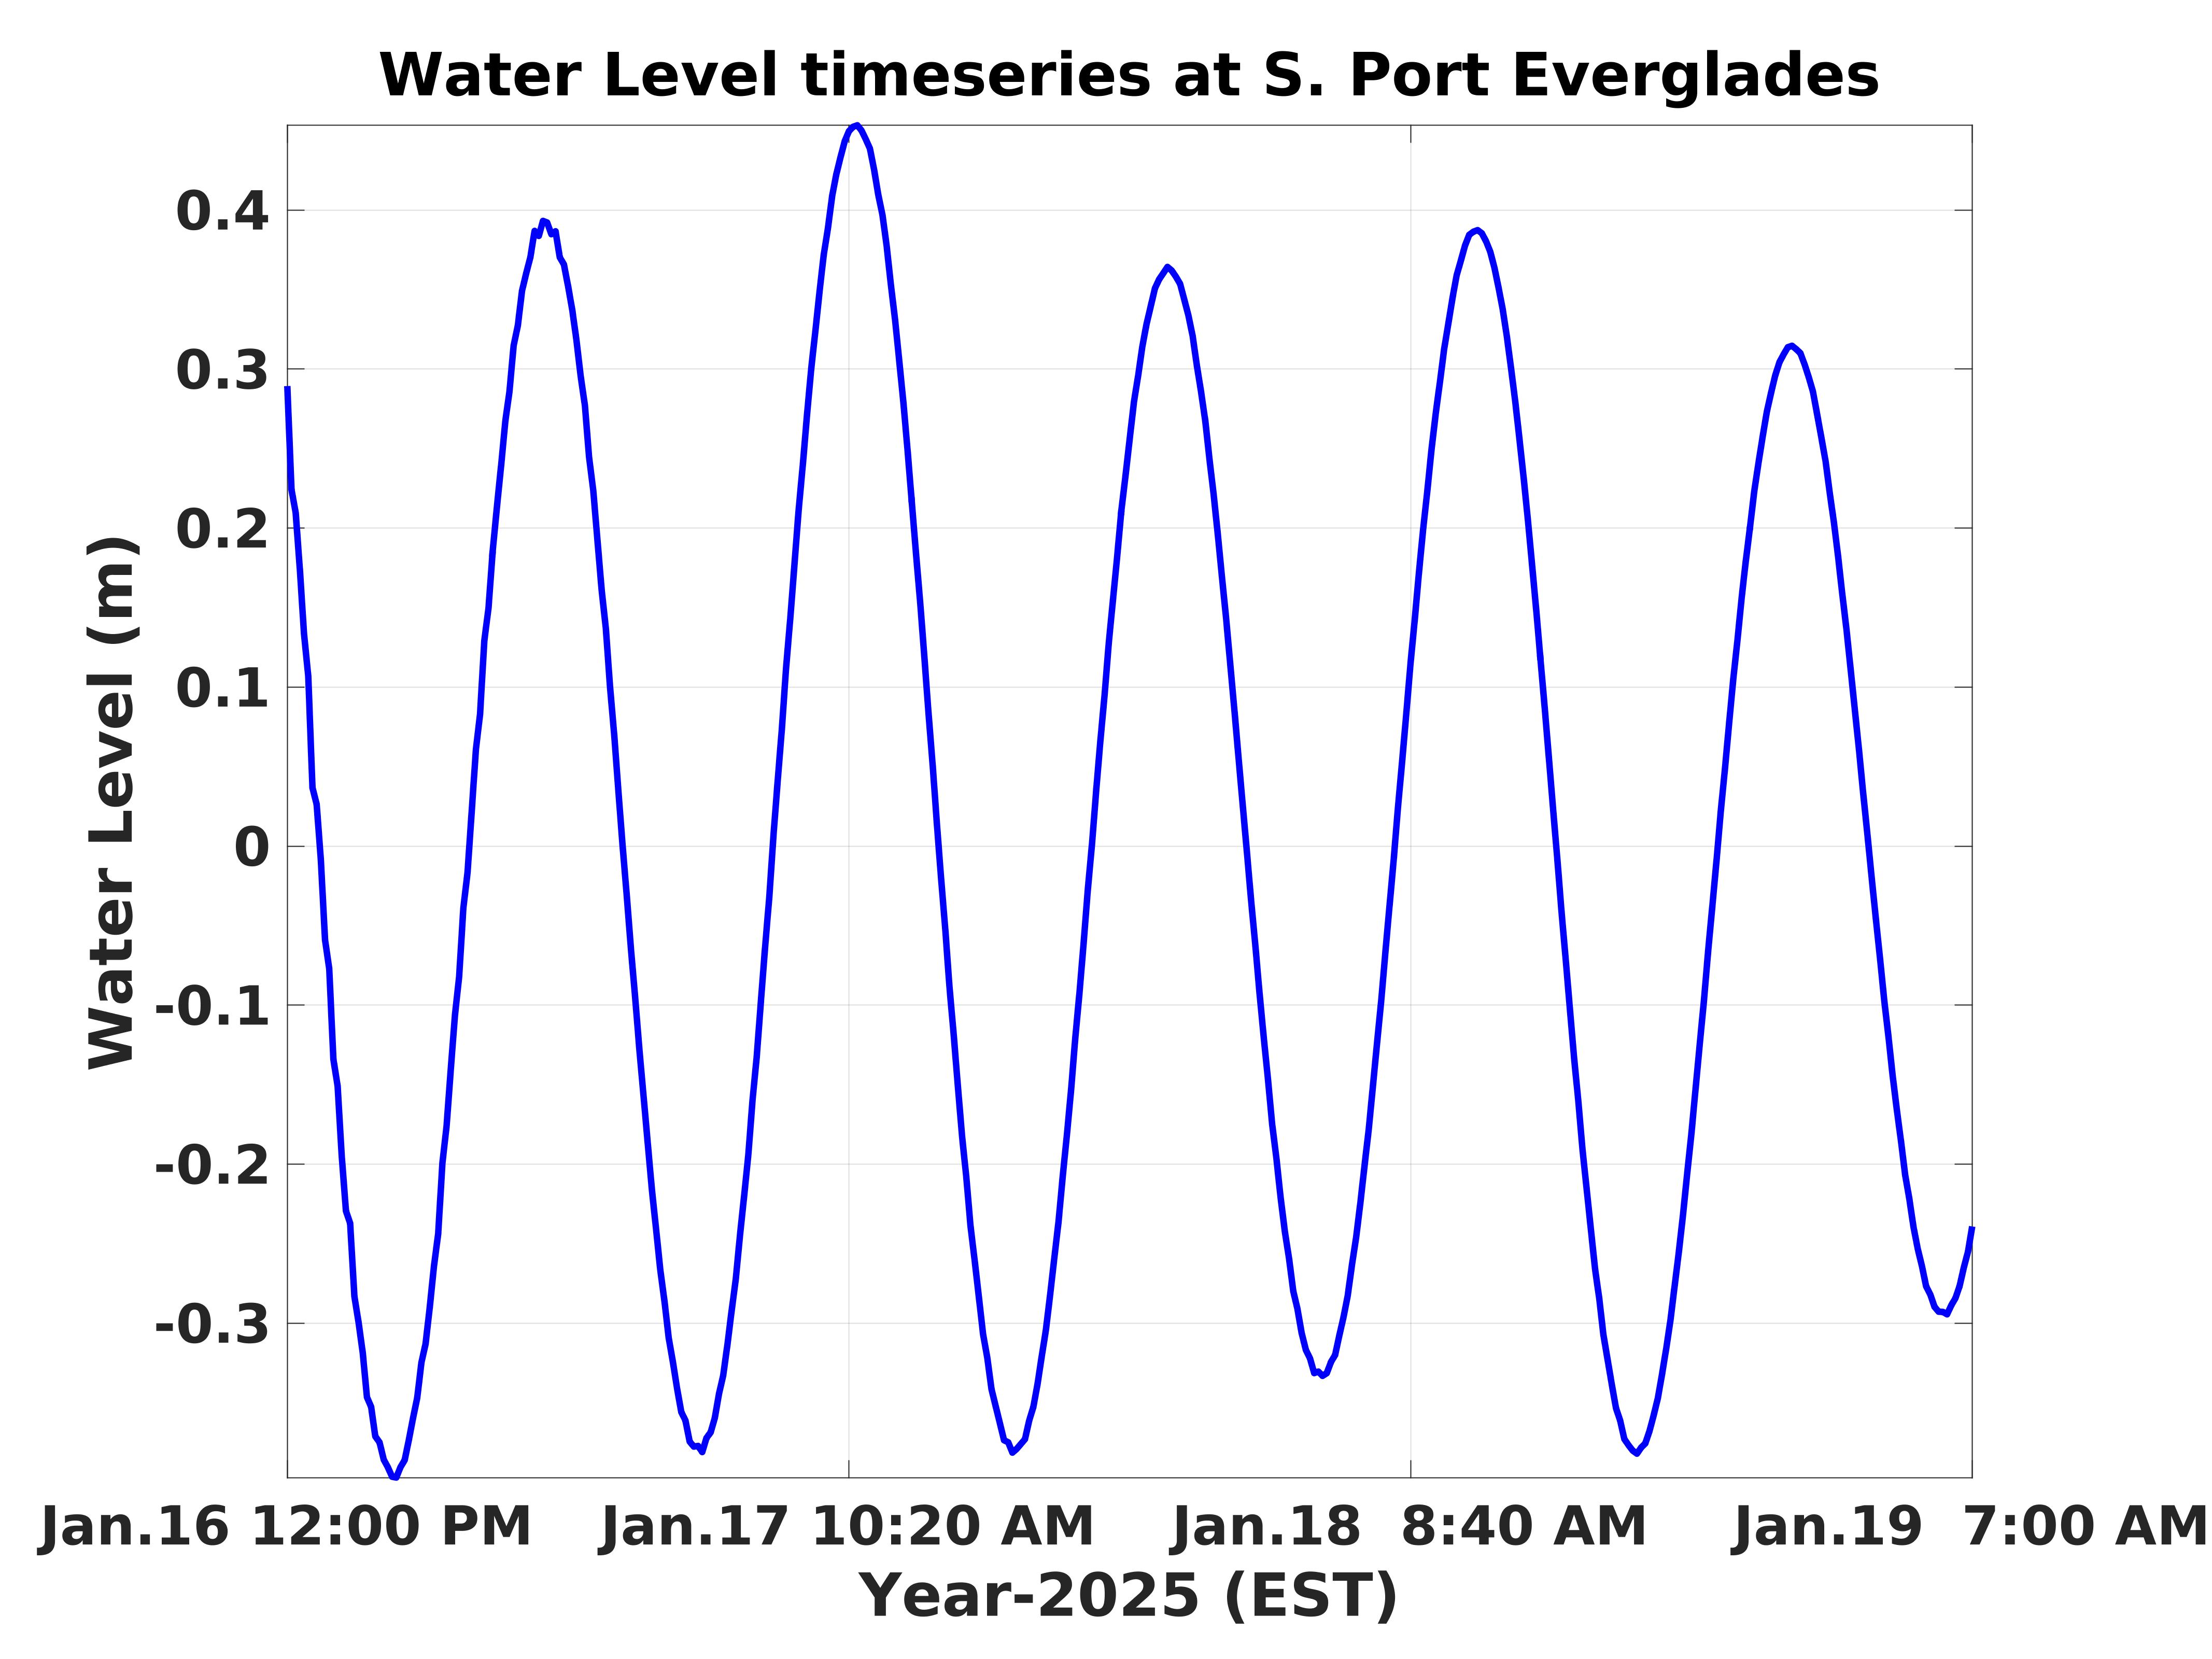 Water Level timeseries at S. Port Everglades
Water Level (m)
0.4
0.3
0.2
0.1
0
-0.1
-0.2
-0.3
Jan.16 12:00 PM Jan.17 10:20 AM Jan.18 8:40 AM Jan.19 7:00 AM
Year-2025 (EST)